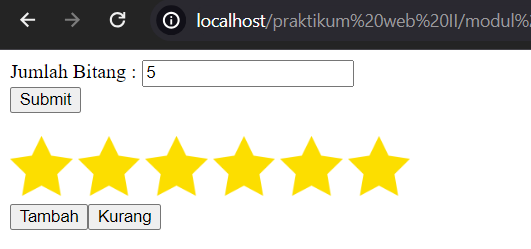 localhost/praktikum%20web%20II/modul%
Jumlah Bitang : 5
Submit
Tambah Kurang